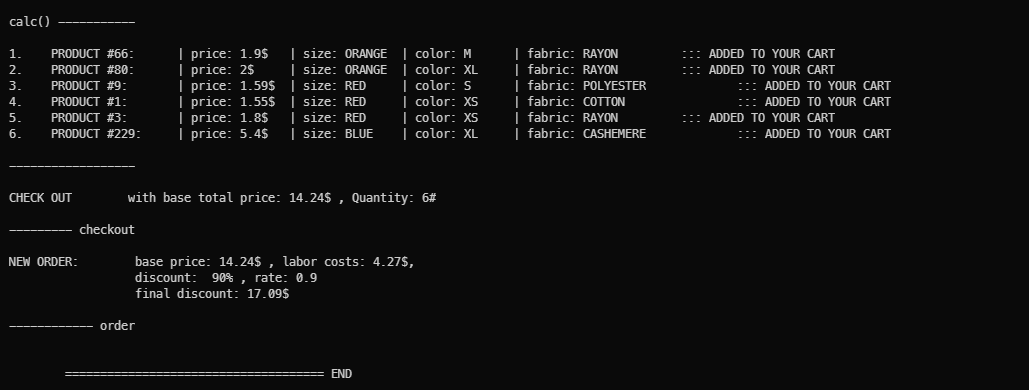 calc() -----------
1. PRODUCT #66: | price: 1.9$ | size: ORANGE | color: M | fabric: RAYON ::: ADDED TO YOUR CART
2. PRODUCT #80: | price: 2$ | size: ORANGE | color: XL | fabric: RAYON ::: ADDED TO YOUR CART
3. PRODUCT #9: | price: 1.59$ | size: RED | color: S | fabric: POLYESTER ::: ADDED TO YOUR CART
4. PRODUCT #1: | price: 1.55$ | size: RED | color: XS | fabric: COTTON ::: ADDED TO YOUR CART
5. PRODUCT #3: | price: 1.8$ | size: RED | color: XS | fabric: RAYON ::: ADDED TO YOUR CART
6. PRODUCT #229: | price: 5.4$ | size: BLUE | color: XL | fabric: CASHEMERE ::: ADDED TO YOUR CART
------------------
CHECK OUT with base total price: 14.24$ , Quantity: 6#
--------- checkout
NEW ORDER: base price: 14.24$ , labor costs: 4.27$,
discount: 90% , rate: 0.9
final discount: 17.09$
------------ order
===================================== END